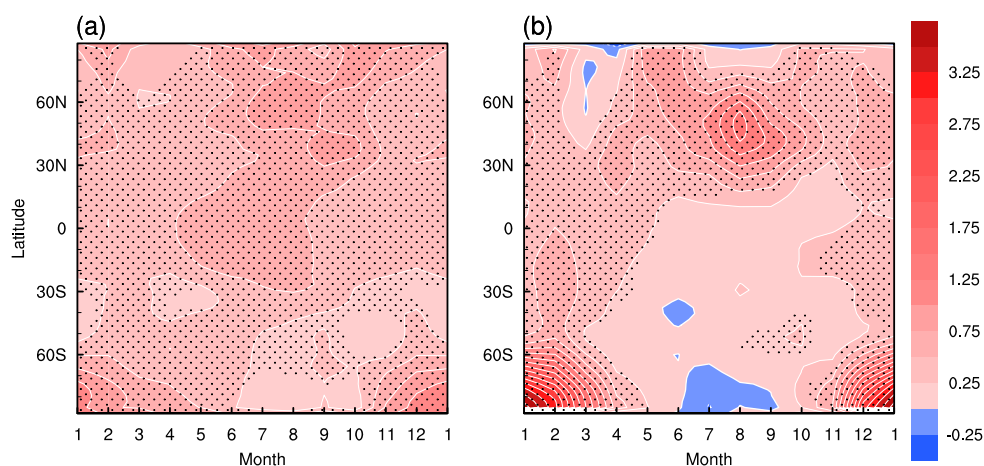 (a) (b)
60N 60N
30N 30N
0 0
30S 30S
60S 60S
Latitude
1 2 3 4 5 6 7 8 9 10 11 12 1 1 2 3 4 5 6 7 8 9 10 11 12 1
Month Month
3.25
2.75
2.25
1.75
1.25
0.75
0.25
-0.25